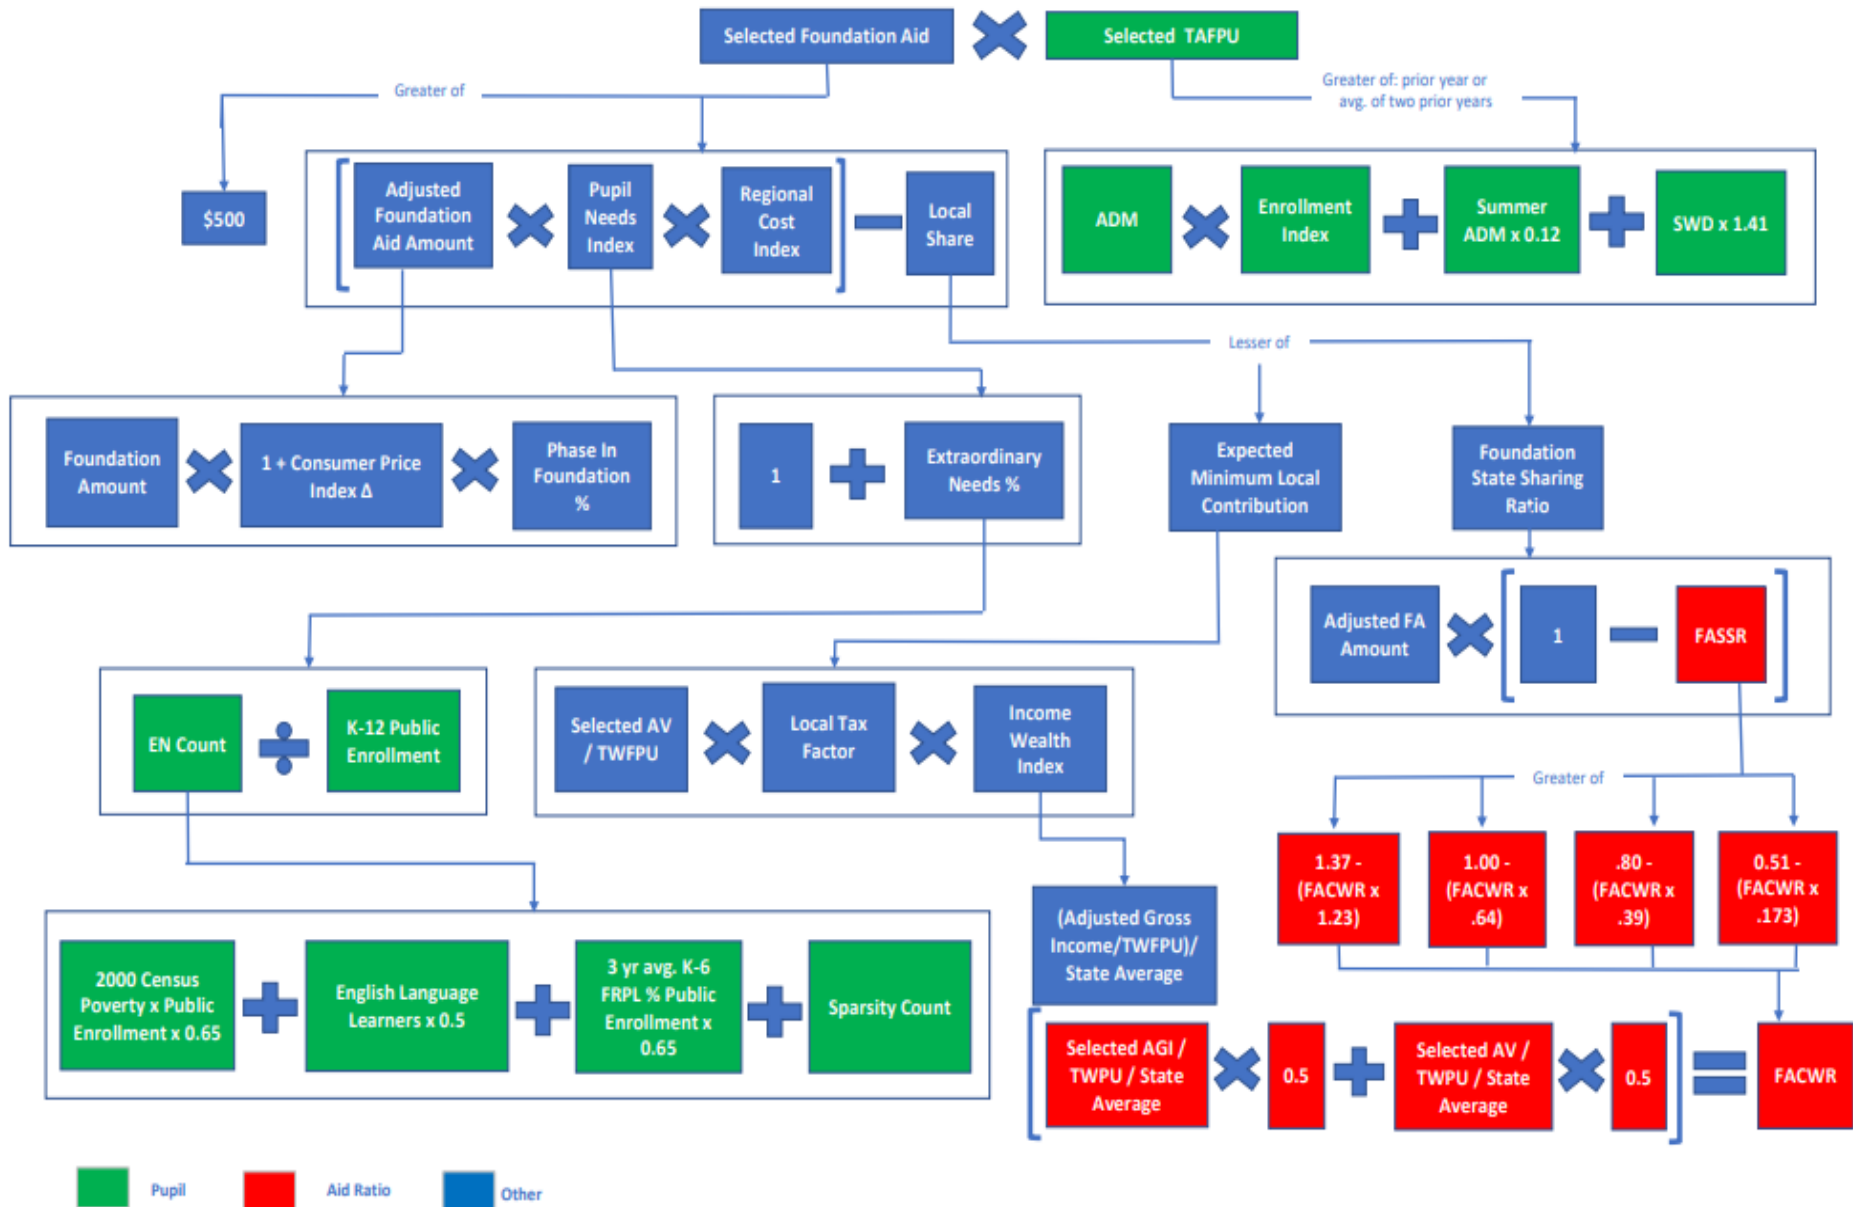 Selected Foundation Aid
Selected TAFPU
Greater of
Greater of: prior year or
avg. of two prior years
$500
Adjusted
Foundation
Aid Amount
Pupil
Needs
Index
Regional
Cost
Index
Local
Share
ADM
Enrollment
Index
Summer
ADM x 0.12
SWD x 1.41
Lesser of
Foundation
Amount
1 + Consumer Price
Index Δ
Phase In
Foundation
%
1
Extraordinary
Needs %
Expected
Minimum Local
Contribution
Foundation
State Sharing
Ratio
Adjusted FA
Amount
1
FASSR
EN Count
K-12 Public
Enrollment
Selected AV
/ TWFPU
Local Tax
Factor
Income
Wealth
Index
Greater of
1.37 -
(FACWR x
1.23)
1.00 -
(FACWR x
.64)
.80 -
(FACWR x
.39)
0.51 -
(FACWR x
.173)
2000 Census
Poverty x Public
Enrollment x 0.65
English Language
Learners x 0.5
3 yr avg. K-6
FRPL % Public
Enrollment x
0.65
Sparsity Count
(Adjusted Gross
Income/TWFPU)/
State Average
Selected AGI /
TWPU / State
Average
0.5
Selected AV /
TWPU / State
Average
0.5
FACWR
Pupil
Aid Ratio
Other